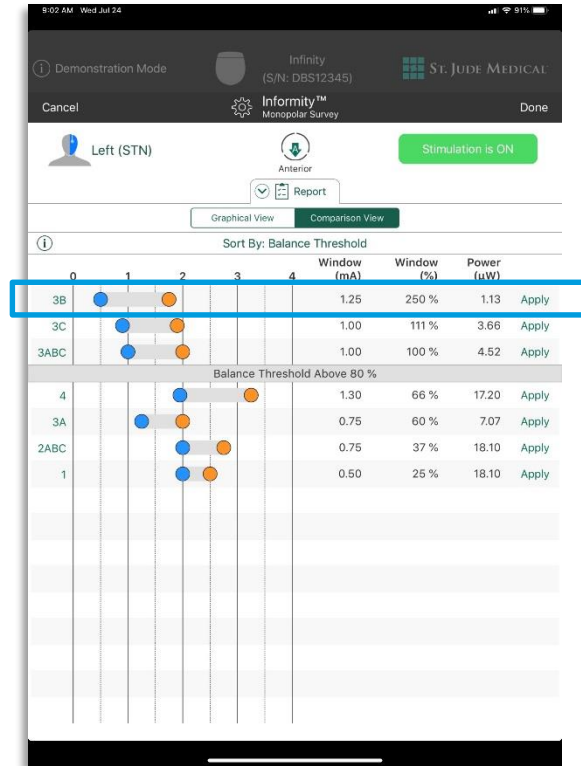 9:02 AM Wed Jul 24 91%
Demonstration Mode
Infinity
(S/N: DBS12345)
ST. JUDE MEDICAL
Cancel
Informity™
Monopolar Survey
Done
Left (STN)
A
Anterior
Stimulation is ON
Report
Graphical View Comparison View
Sort By: Balance Threshold
0 1 2 3 4 Window (mA) Window (%) Power (µW)
3B 1.25 250 % 1.13 Apply
3C 1.00 111 % 3.66 Apply
3ABC 1.00 100 % 4.52 Apply
Balance Threshold Above 80 %
4 1.30 66 % 17.20 Apply
3A 0.75 60 % 7.07 Apply
2ABC 0.75 37 % 18.10 Apply
1 0.50 25 % 18.10 Apply